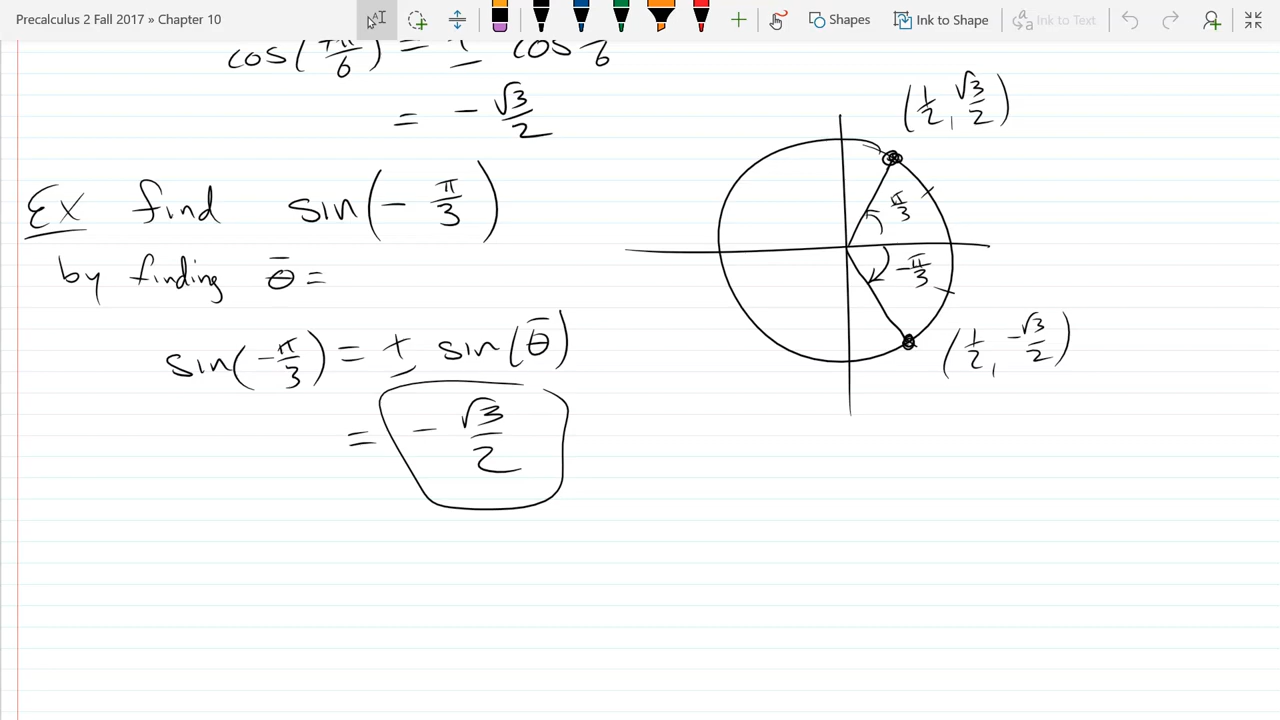 Precalculus 2 Fall 2017 » Chapter 10
Shapes
Ink to Shape
Ink to Text
= ± cos
= - √3/2
EX find sin(- π/3)
by finding θ̄ =
sin(-π/3) = ± sin(θ̄)
= - √3/2
(1/2, √3/2)
π/3
-π/3
(1/2, -√3/2)